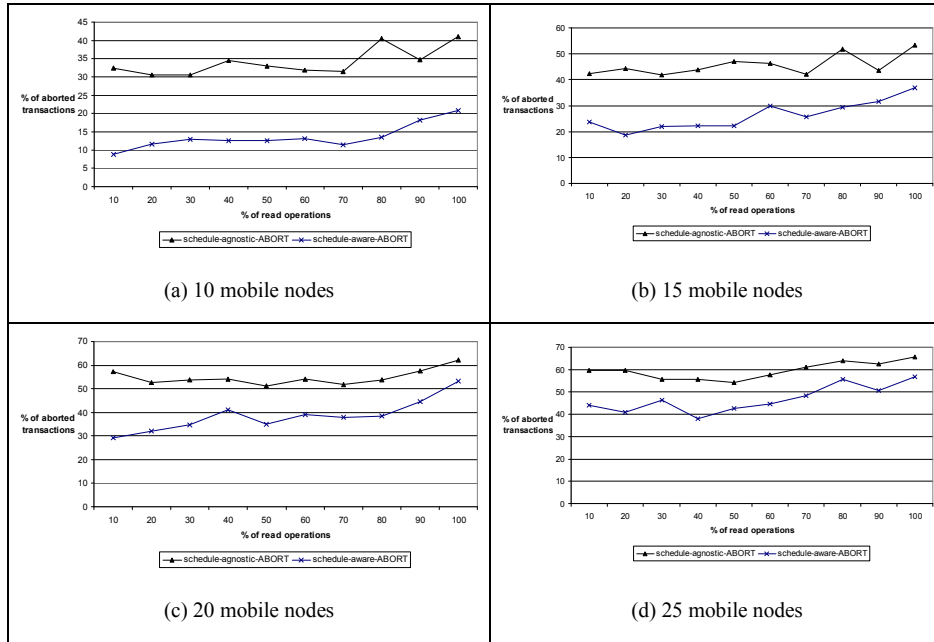 45
40
35
30
25
20
15
10
5
0
% of aborted
transactions
10 20 30 40 50 60 70 80 90 100
% of read operations
schedule-agnostic-ABORT schedule-aware-ABORT
(a) 10 mobile nodes
60
50
40
30
20
10
0
% of aborted
transactions
10 20 30 40 50 60 70 80 90 100
% of read operations
schedule-agnostic-ABORT schedule-aware-ABORT
(b) 15 mobile nodes
70
60
50
40
30
20
10
0
% of aborted
transactions
10 20 30 40 50 60 70 80 90 100
% of read operations
schedule-agnostic-ABORT schedule-aware-ABORT
(c) 20 mobile nodes
70
60
50
40
30
20
10
0
% of aborted
transactions
10 20 30 40 50 60 70 80 90 100
% of read operations
schedule-agnostic-ABORT schedule-aware-ABORT
(d) 25 mobile nodes